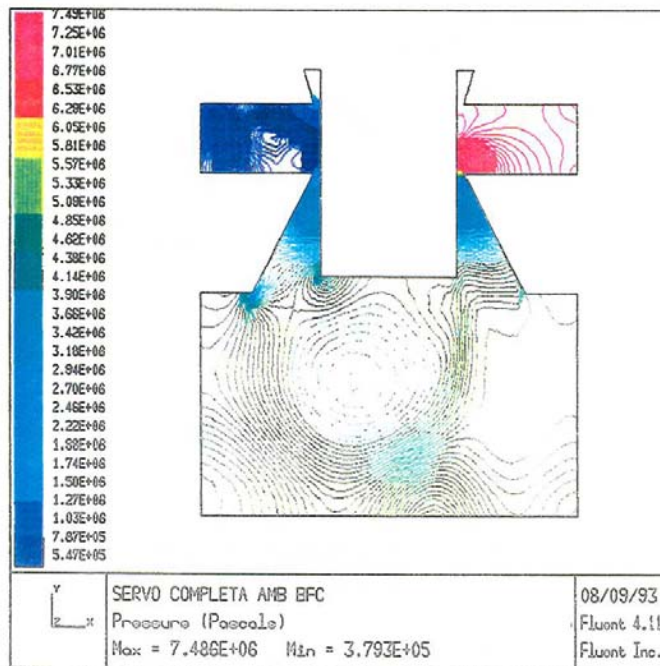 7.49E+06
7.25E+06
7.01E+06
6.77E+06
6.53E+06
6.29E+06
6.05E+06
5.81E+06
5.57E+06
5.33E+06
5.09E+06
4.85E+06
4.62E+06
4.38E+06
4.14E+06
3.90E+06
3.66E+06
3.42E+06
3.18E+06
2.94E+06
2.70E+06
2.46E+06
2.22E+06
1.98E+06
1.74E+06
1.50E+06
1.27E+06
1.03E+06
7.87E+05
5.47E+05
Y
Z X
SERVO COMPLETA AMB BFC
Pressure (Pascals)
Max = 7.486E+06 Min = 3.793E+05
08/09/93
Fluent 4.11
Fluent Inc.